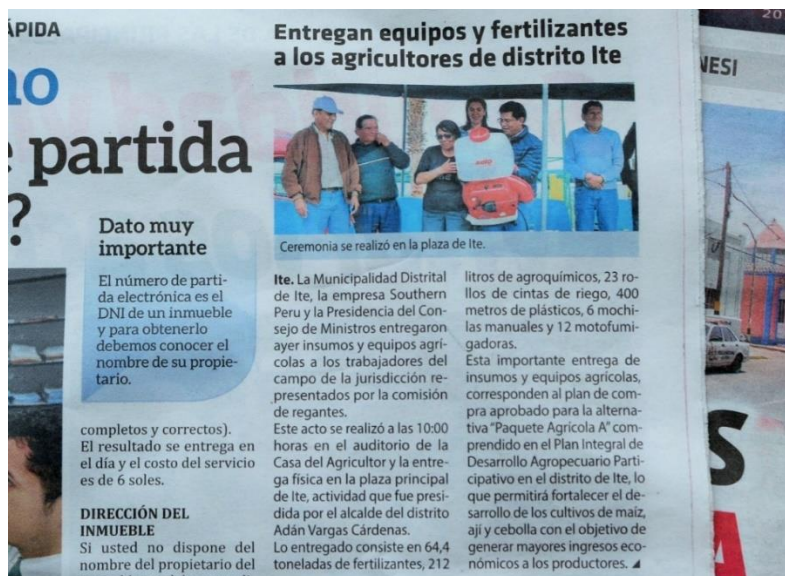 ÁPIDA
no
partida
?
Dato muy
importante
El número de parti-
da electrónica es el
DNI de un inmueble
y para obtenerlo
debemos conocer el
nombre de su propie-
tario.
completos y correctos).
El resultado se entrega en
el día y el costo del servicio
es de 6 soles.
DIRECCIÓN DEL
INMUEBLE
Si usted no dispone del
nombre del propietario del
Entregan equipos y fertilizantes
a los agricultores de distrito Ite
Ceremonia se realizó en la plaza de Ite.
Ite. La Municipalidad Distrital
de Ite, la empresa Southern
Peru y la Presidencia del Con-
sejo de Ministros entregaron
ayer insumos y equipos agrí-
colas a los trabajadores del
campo de la jurisdicción re-
presentados por la comisión
de regantes.
Este acto se realizó a las 10:00
horas en el auditorio de la
Casa del Agricultor y la entre-
ga física en la plaza principal
de Ite, actividad que fue presi-
dida por el alcalde del distrito
Adán Vargas Cárdenas.
Lo entregado consiste en 64,4
toneladas de fertilizantes, 212
litros de agroquímicos, 23 ro-
llos de cintas de riego, 400
metros de plásticos, 6 mochi-
las manuales y 12 motofumi-
gadoras.
Esta importante entrega de
insumos y equipos agrícolas,
corresponden al plan de com-
pra aprobado para la alterna-
tiva "Paquete Agrícola A" com-
prendido en el Plan Integral de
Desarrollo Agropecuario Parti-
cipativo en el distrito de Ite, lo
que permitirá fortalecer el de-
sarrollo de los cultivos de maíz,
ají y cebolla con el objetivo de
generar mayores ingresos eco-
nómicos a los productores.
20
NESI
S
A